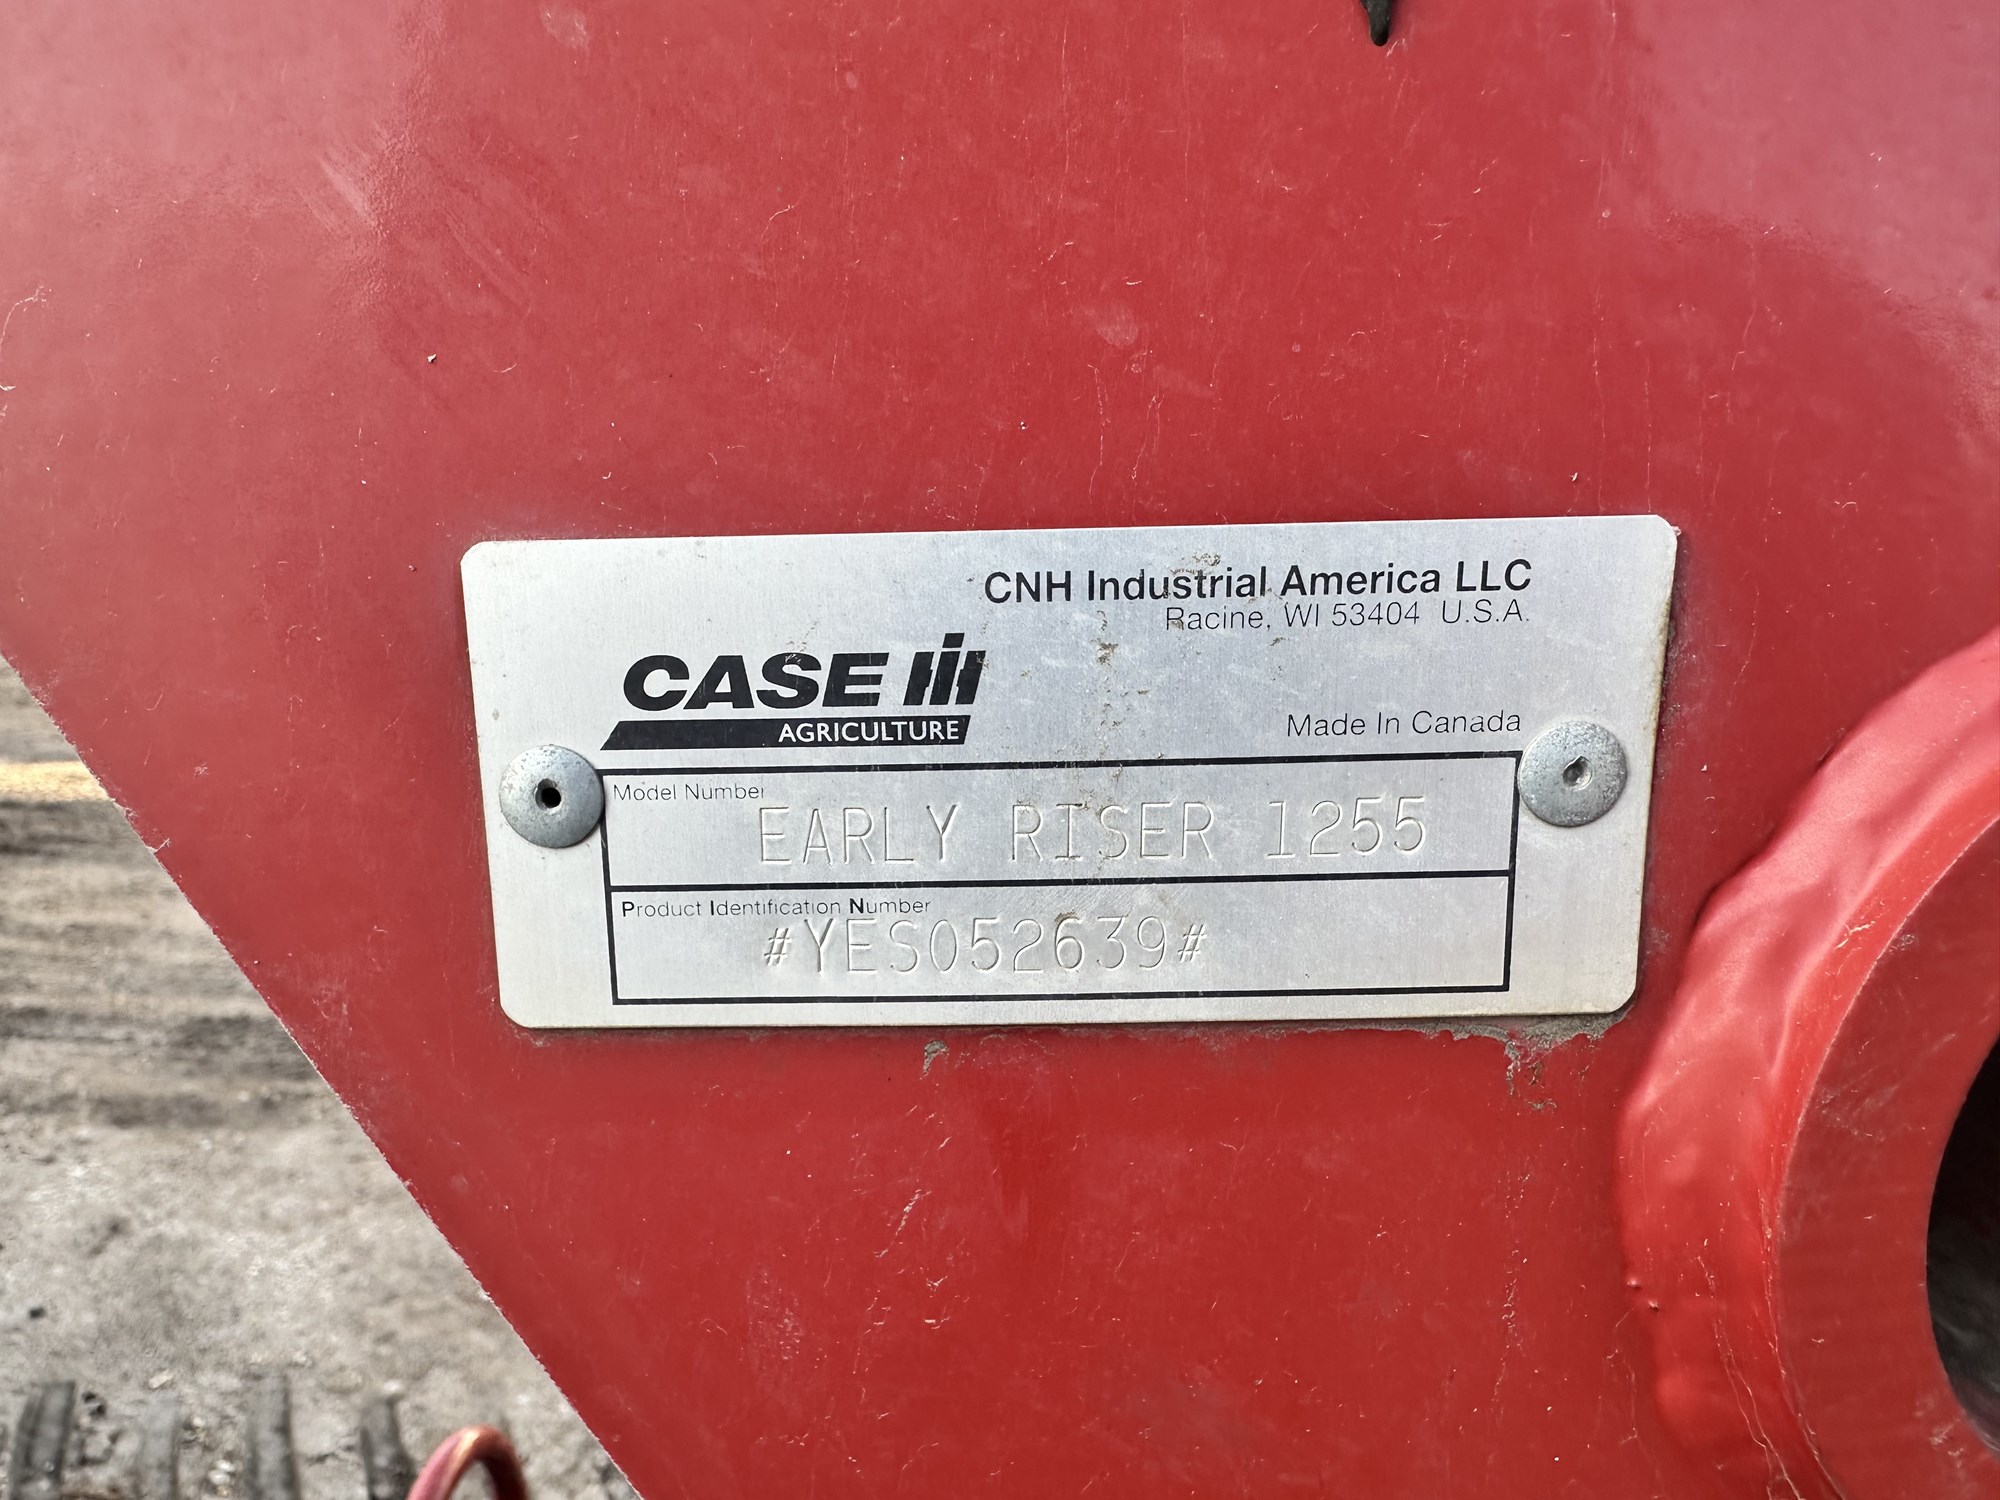 CNH Industrial America LLC
Racine, WI 53404 U.S.A.
CASE IH
AGRICULTURE
Made In Canada
Model Number
EARLY RISER 1255
Product Identification Number
#YES052639#